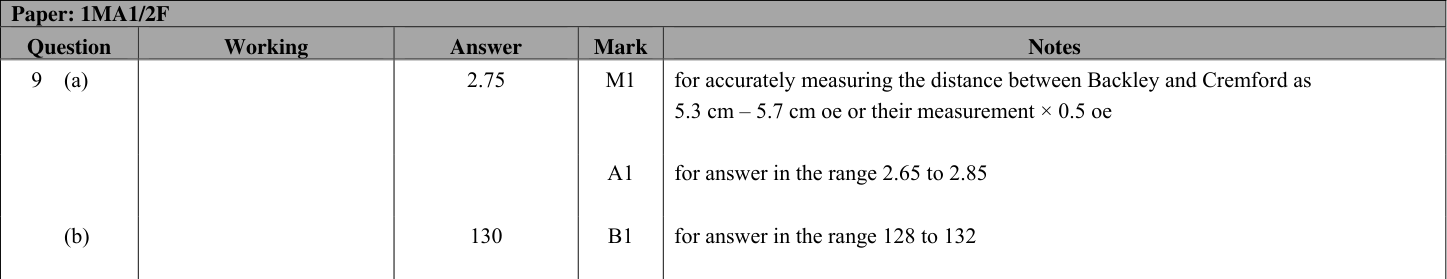 Paper: 1MA1/2F
Question Working Answer Mark Notes
9 (a) 2.75 M1 for accurately measuring the distance between Backley and Cremford as
5.3 cm – 5.7 cm oe or their measurement × 0.5 oe
A1 for answer in the range 2.65 to 2.85
(b) 130 B1 for answer in the range 128 to 132